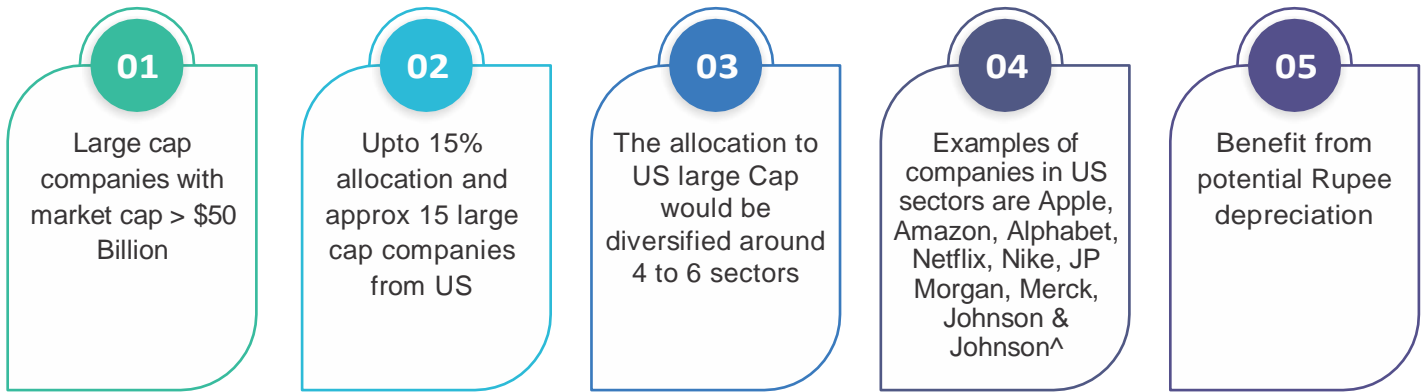 01
Large cap
companies with
market cap > $50
Billion
02
Upto 15%
allocation and
approx 15 large
cap companies
from US
03
The allocation to
US large Cap
would be
diversified around
4 to 6 sectors
04
Examples of
companies in US
sectors are Apple,
Amazon, Alphabet,
Netflix, Nike, JP
Morgan, Merck,
Johnson &
Johnson^
05
Benefit from
potential Rupee
depreciation